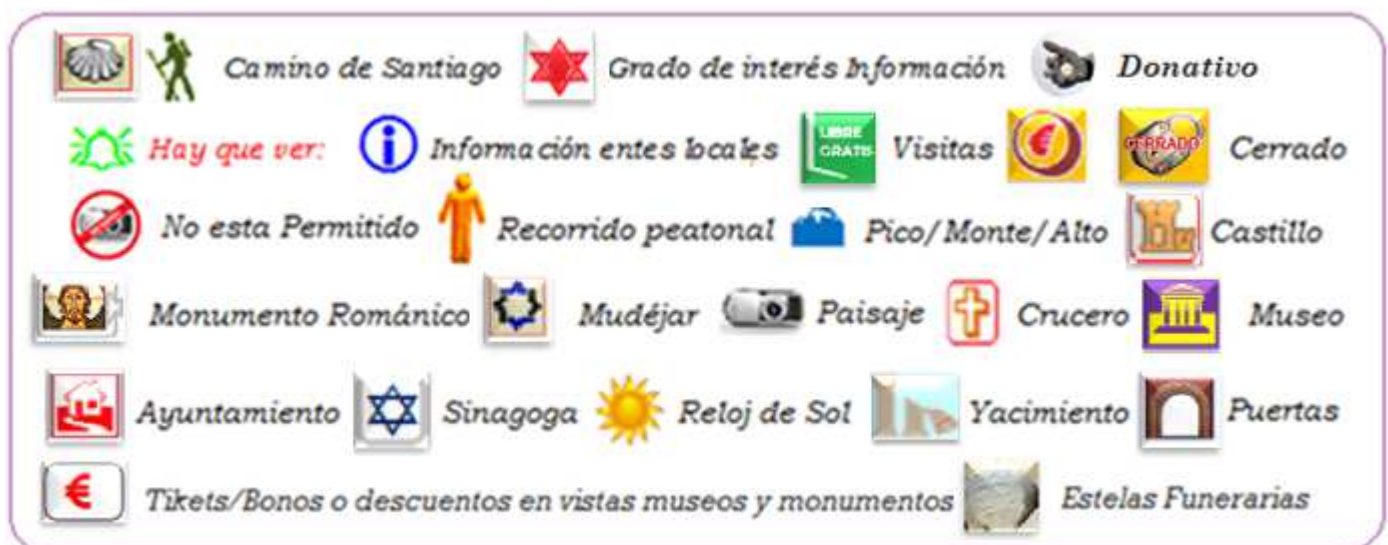 Camino de Santiago Grado de interés Información Donativo
Hay que ver: Información entes locales LIBRE GRATIS Visitas € CERRADO Cerrado
No esta Permitido Recorrido peatonal Pico/Monte/Alto Castillo
Monumento Románico Mudéjar Paisaje Crucero Museo
Ayuntamiento Sinagoga Reloj de Sol Yacimiento Puertas
€ Tikets/Bonos o descuentos en vistas museos y monumentos Estelas Funerarias